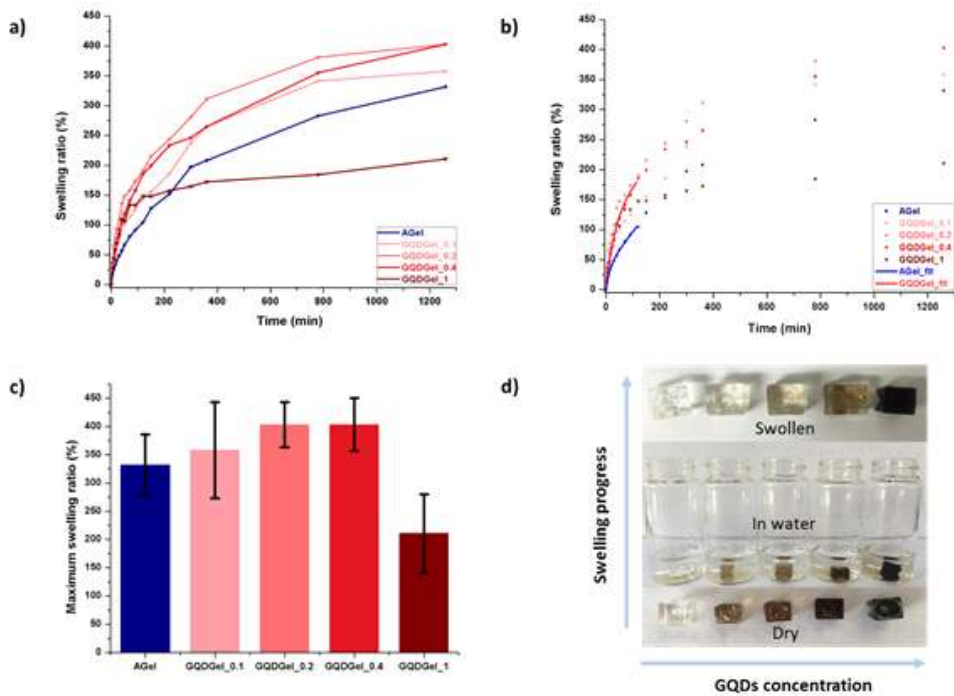 a)
450
400
350
300
250
200
150
100
50
0
Swelling ratio (%)
0 200 400 600 800 1000 1200
Time (min)
AGel
GQDGel_0.1
GQDGel_0.2
GQDGel_0.4
GQDGel_1
b)
450
400
350
300
250
200
150
100
50
0
Swelling ratio (%)
0 200 400 600 800 1000 1200
Time (min)
AGel
GQDGel_0.1
GQDGel_0.2
GQDGel_0.4
GQDGel_1
AGel_fit
GQDGel_fit
c)
450
400
350
300
250
200
150
100
50
0
Maximum swelling ratio (%)
AGel GQDGel_0.1 GQDGel_0.2 GQDGel_0.4 GQDGel_1
d)
Swelling progress
Swollen
In water
Dry
GQDs concentration